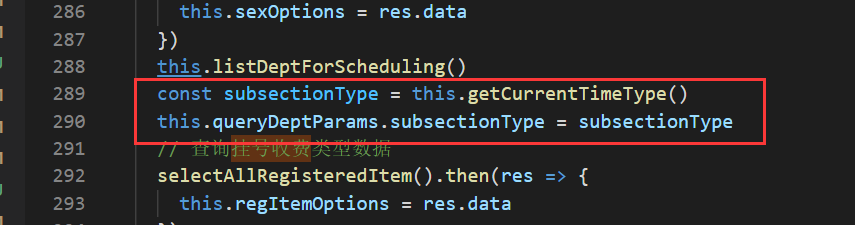 286 this.sexOptions = res.data
287 })
288 this.listDeptForScheduling()
289 const subsectionType = this.getCurrentTimeType()
290 this.queryDeptParams.subsectionType = subsectionType
291 // 查询挂号收费类型数据
292 selectAllRegisteredItem().then(res => {
293 this.regItemOptions = res.data